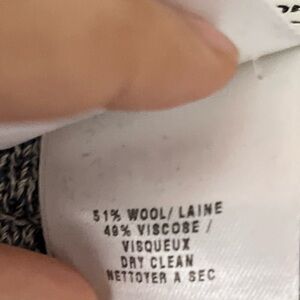 51% WOOL/ LAINE
49% VISCOSE /
VISQUEUX
DRY CLEAN
NETTOYER A SEC